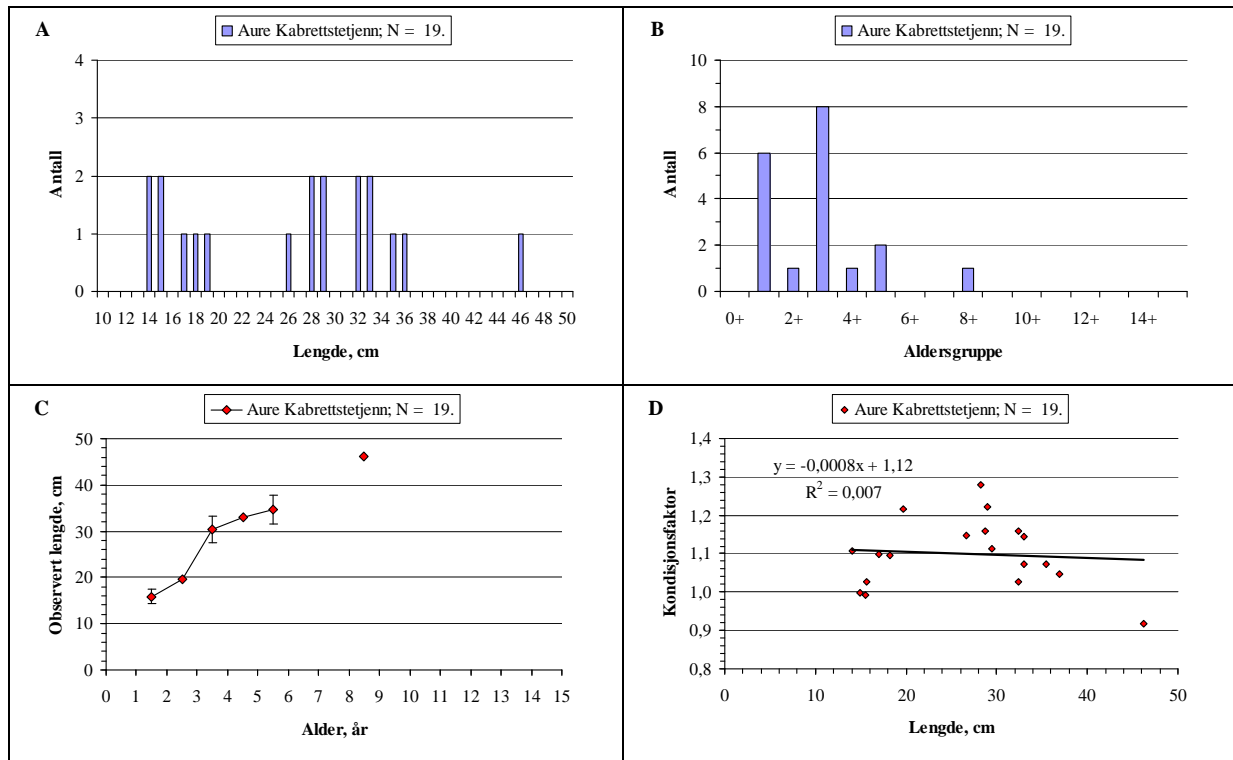 A
Aure Kabrettstetjenn; N = 19.
4
3
2
1
0
Antall
10 12 14 16 18 20 22 24 26 28 30 32 34 36 38 40 42 44 46 48 50
Lengde, cm
B
Aure Kabrettstetjenn; N = 19.
10
8
6
4
2
0
Antall
0+ 2+ 4+ 6+ 8+ 10+ 12+ 14+
Aldersgruppe
C
Aure Kabrettstetjenn; N = 19.
50
40
30
20
10
0
Observert lengde, cm
0 1 2 3 4 5 6 7 8 9 10 11 12 13 14 15
Alder, år
D
Aure Kabrettstetjenn; N = 19.
1,4
1,3
1,2
1,1
1,0
0,9
0,8
Kondisjonsfaktor
y = -0,0008x + 1,12
R² = 0,007
0 10 20 30 40 50
Lengde, cm